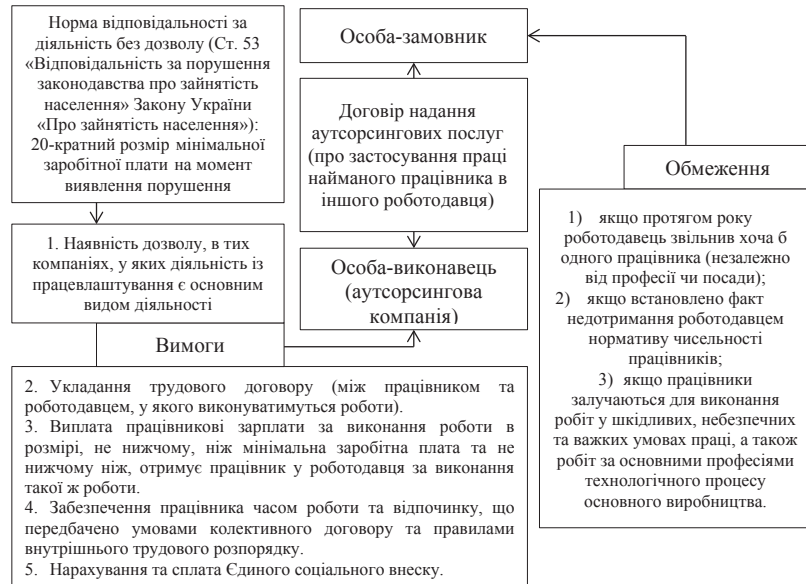 Норма відповідальності за
діяльність без дозволу (Ст. 53
«Відповідальність за порушення
законодавства про зайнятість
населення» Закону України
«Про зайнятість населення»):
20-кратний розмір мінімальної
заробітної плати на момент
виявлення порушення
Особа-замовник
Договір надання
аутсорсингових послуг
(про застосування праці
найманого працівника в
іншого роботодавця)
Обмеження
1) якщо протягом року
роботодавець звільнив хоча б
одного працівника (незалежно
від професії чи посади);
2) якщо встановлено факт
недотримання роботодавцем
нормативу чисельності
працівників;
3) якщо працівники
залучаються для виконання
робіт у шкідливих, небезпечних
та важких умовах праці, а також
робіт за основними професіями
технологічного процесу
основного виробництва.
1. Наявність дозволу, в тих
компаніях, у яких діяльність із
працевлаштування є основним
видом діяльності
Особа-виконавець
(аутсорсингова
компанія)
Вимоги
2. Укладання трудового договору (між працівником та
роботодавцем, у якого виконуватимуться роботи).
3. Виплата працівникові зарплати за виконання роботи в
розмірі, не нижчому, ніж мінімальна заробітна плата та не
нижчому ніж, отримує працівник у роботодавця за виконання
такої ж роботи.
4. Забезпечення працівника часом роботи та відпочинку, що
передбачено умовами колективного договору та правилами
внутрішнього трудового розпорядку.
5. Нарахування та сплата Єдиного соціального внеску.